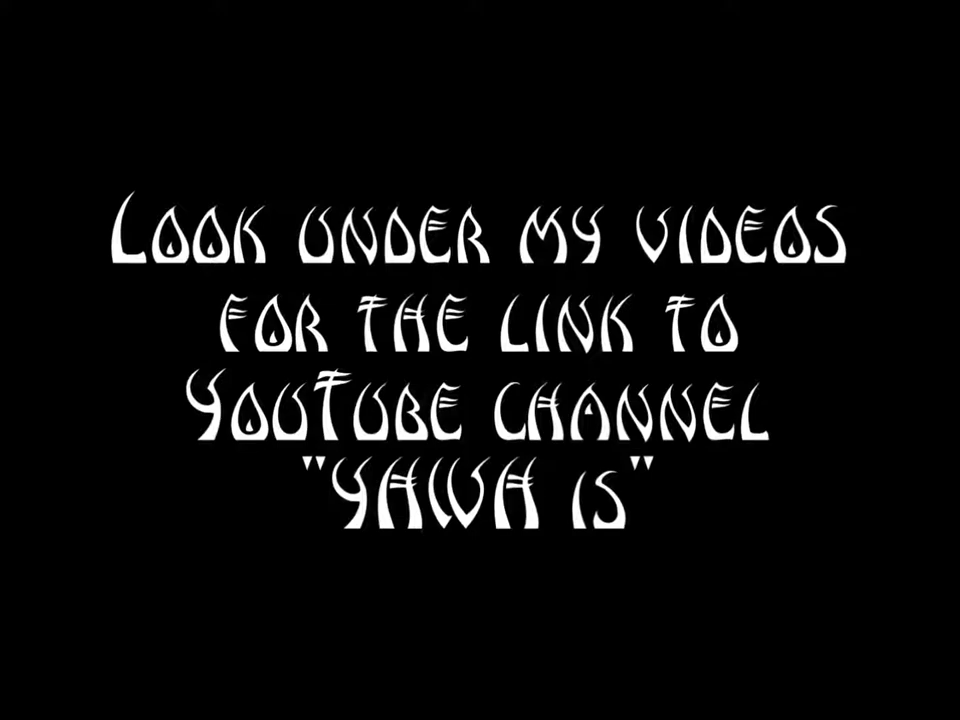 Look under my videos
for the link to
YouTube channel
"YHWH is"